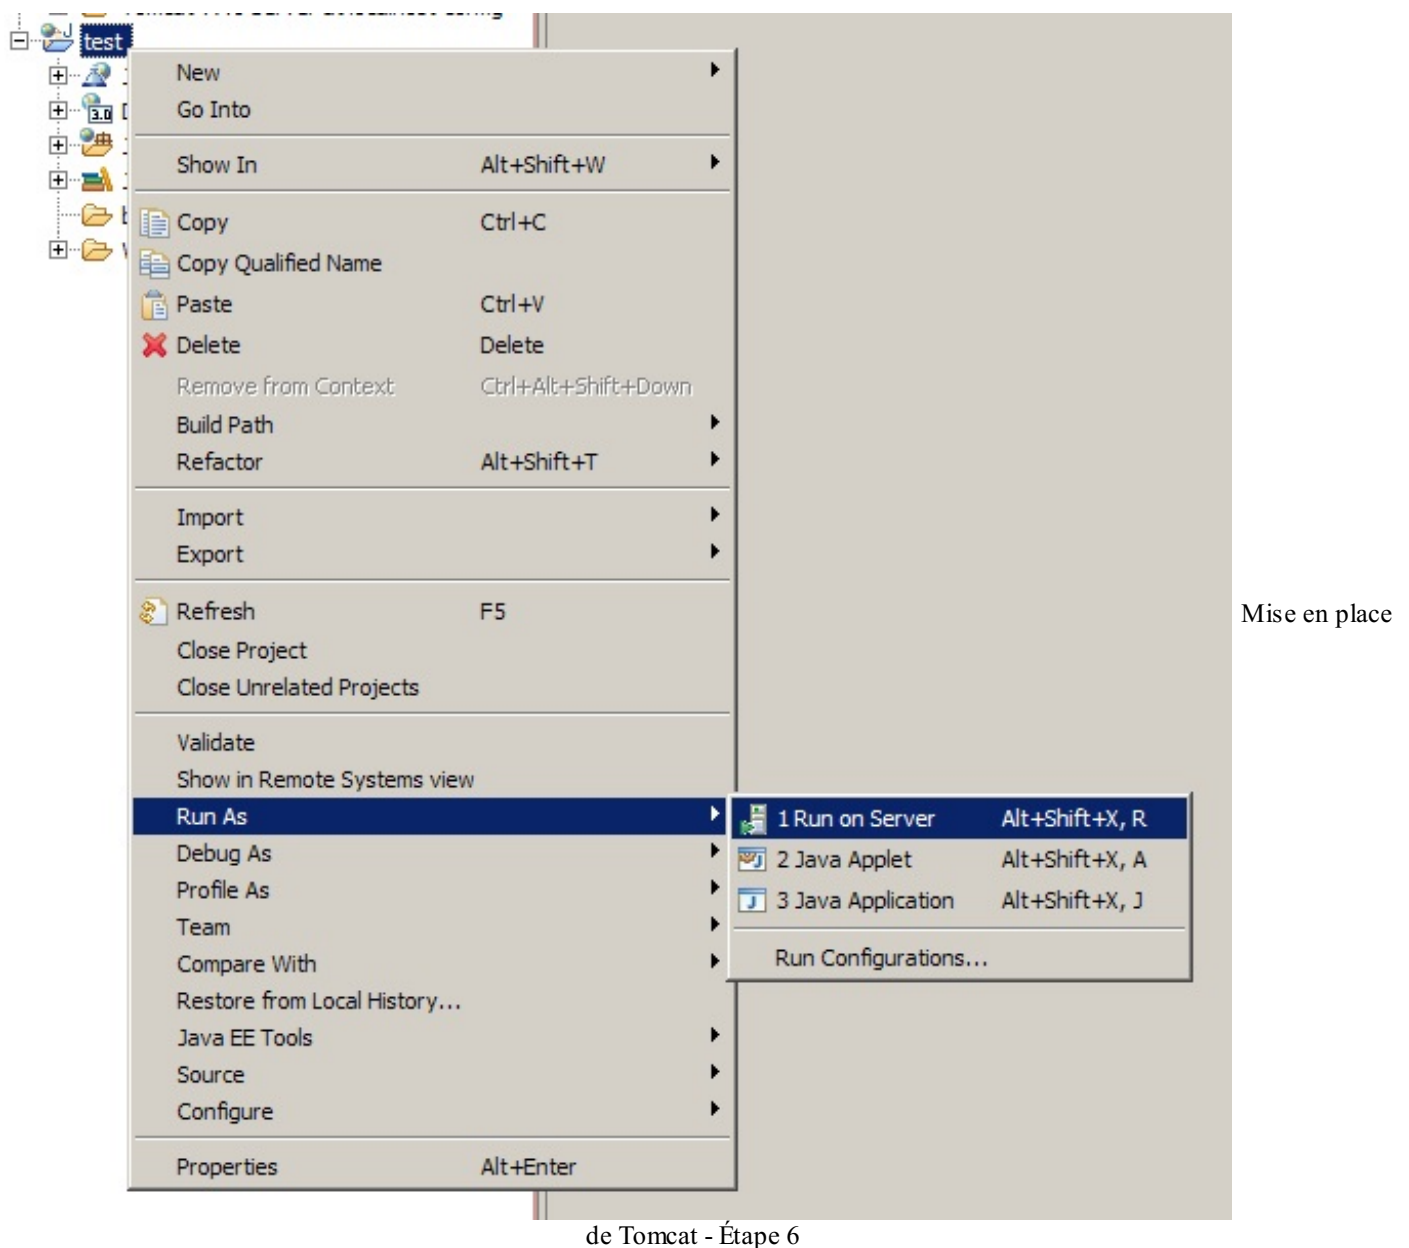 test
New
Go Into
Show In Alt+Shift+W
Copy Ctrl+C
Copy Qualified Name
Paste Ctrl+V
Delete Delete
Remove from Context Ctrl+Alt+Shift+Down
Build Path
Refactor Alt+Shift+T
Import
Export
Refresh F5
Close Project
Close Unrelated Projects
Validate
Show in Remote Systems view
Run As
1 Run on Server Alt+Shift+X, R
Debug As
2 Java Applet Alt+Shift+X, A
Profile As
3 Java Application Alt+Shift+X, J
Team
Compare With
Run Configurations...
Restore from Local History...
Java EE Tools
Source
Configure
Properties Alt+Enter
Mise en place
de Tomcat - Étape 6